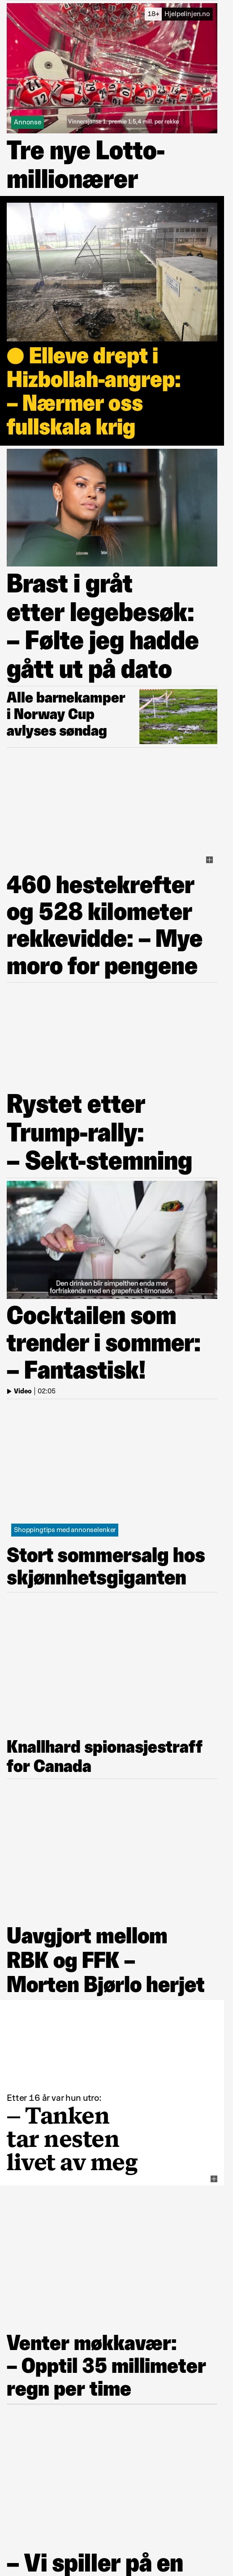 18+ Hjelpelinjen.no
Annonse
Vinnersjanse 1. premie 1:5,4 mill. per rekke
Tre nye Lotto-
millionærer
Elleve drept i
Hizbollah-angrep:
– Nærmer oss
fullskala krig
Brast i gråt
etter legebesøk:
– Følte jeg hadde
gått ut på dato
Alle barnekamper
i Norway Cup
avlyses søndag
460 hestekrefter
og 528 kilometer
rekkevidde: – Mye
moro for pengene
Rystet etter
Trump-rally:
– Sekt-stemning
Den drinken blir simpelthen enda mer
forfriskende med en grapefrukt-limonade.
Cocktailen som
trender i sommer:
– Fantastisk!
Video | 02:05
Shoppingtips med annonselenker
Stort sommersalg hos
skjønnhetsgiganten
Knallhard spionasjestraff
for Canada
Uavgjort mellom
RBK og FFK –
Morten Bjørlo herjet
Etter 16 år var hun utro:
– Tanken
tar nesten
livet av meg
Venter møkkavær:
– Opptil 35 millimeter
regn per time
– Vi spiller på en